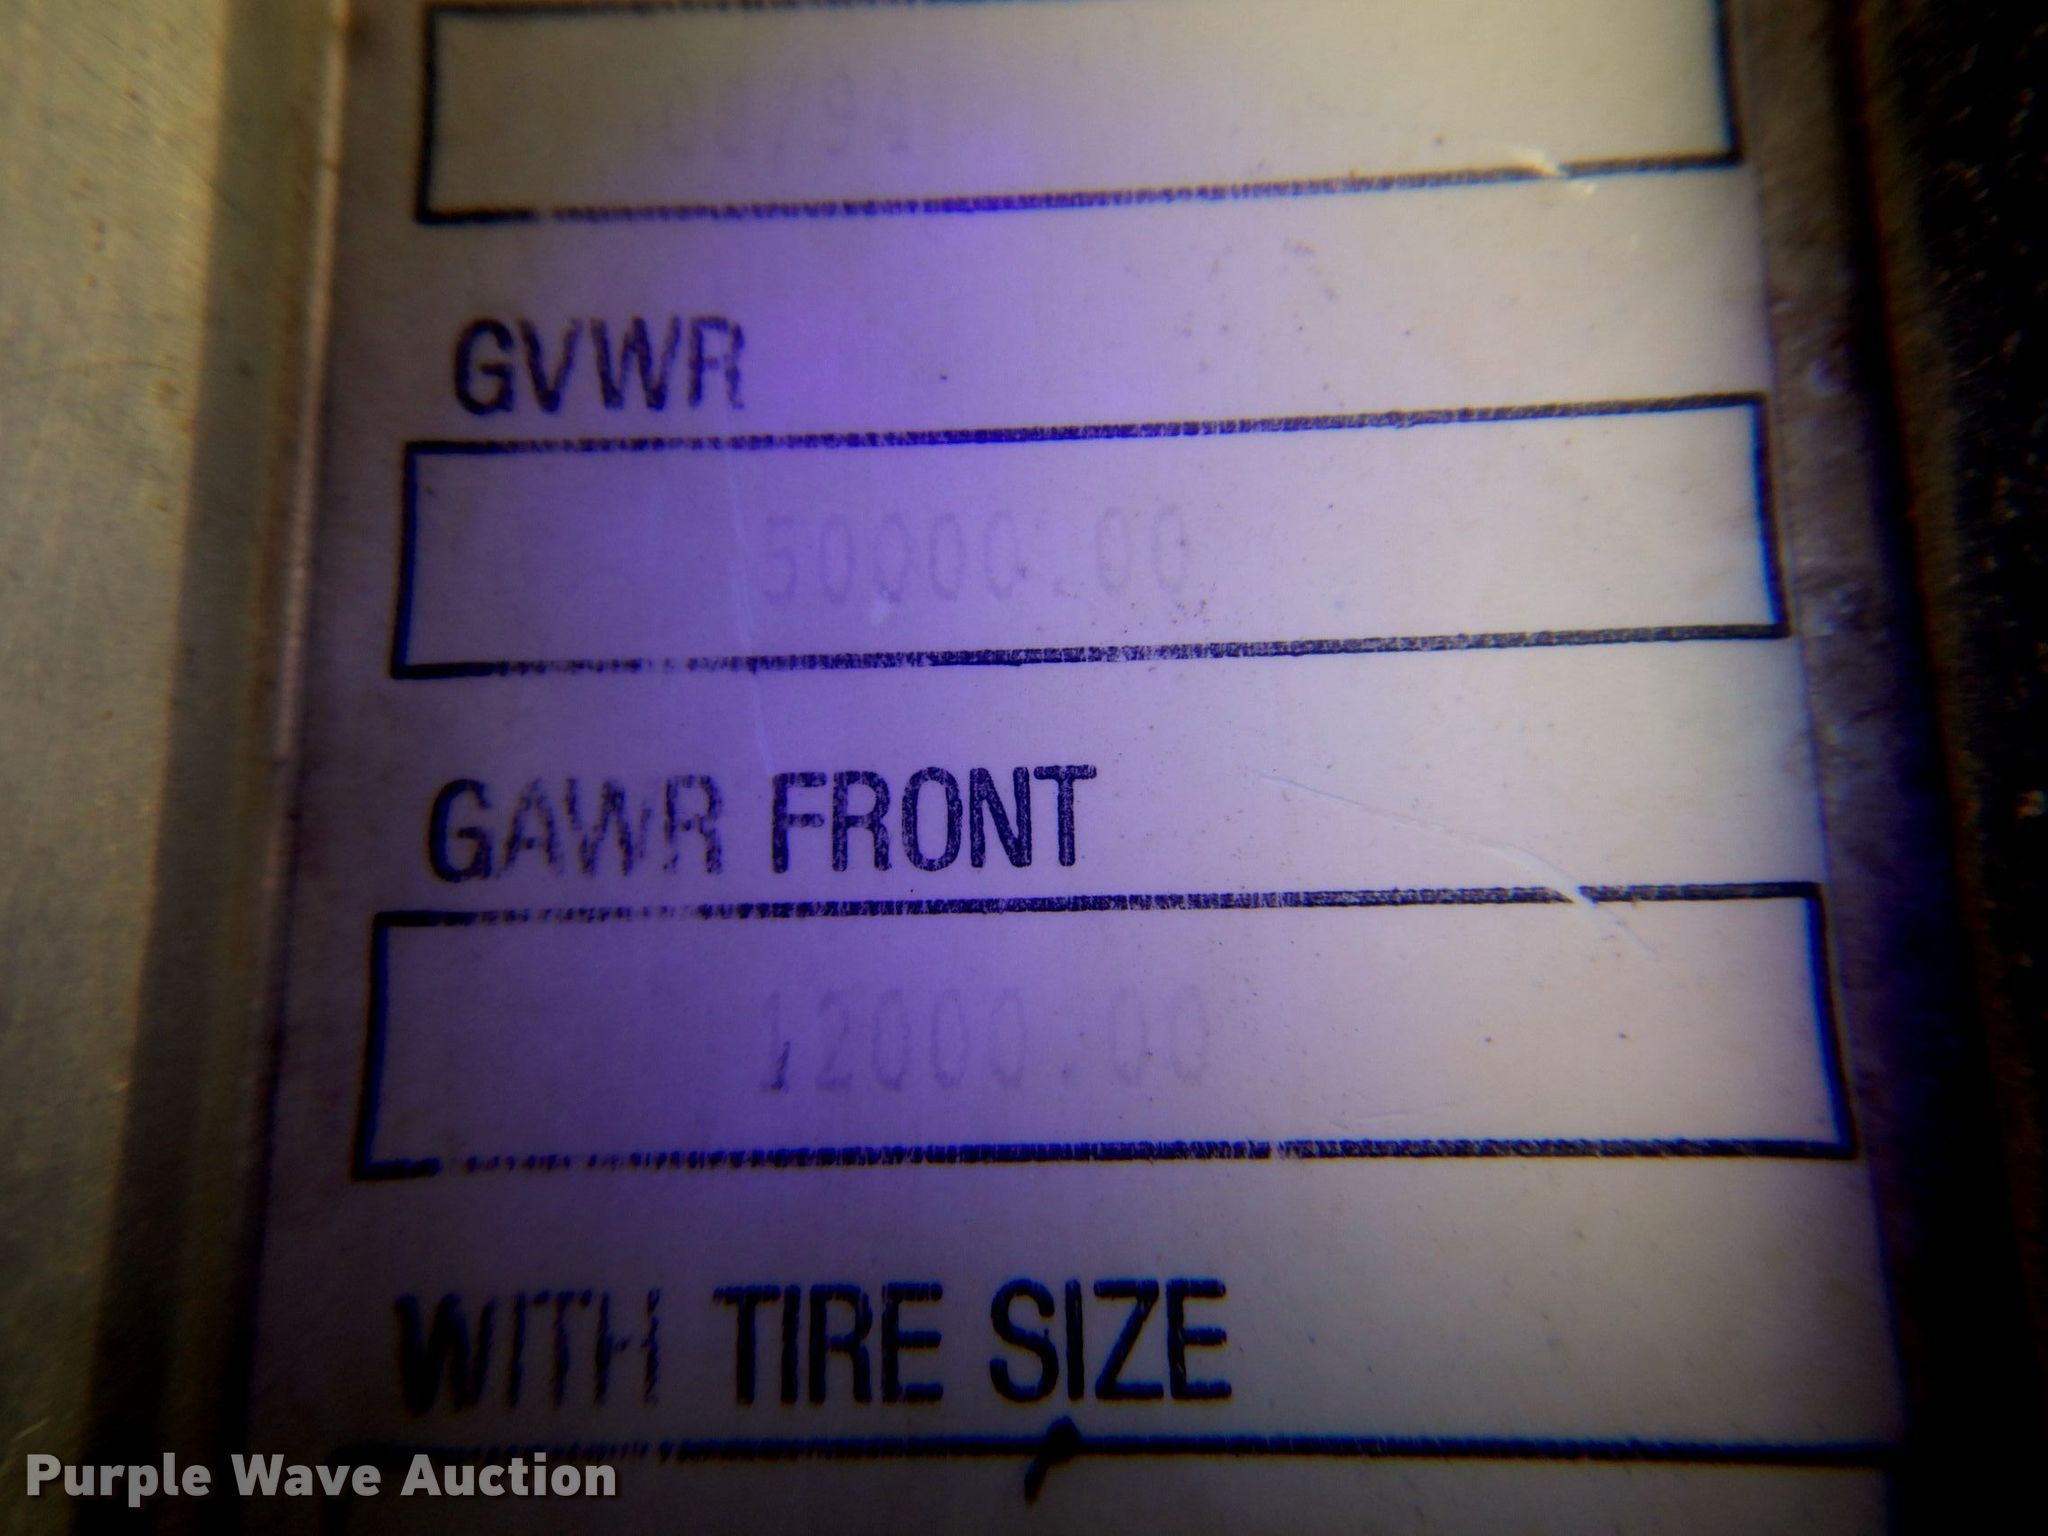 GVWR
50000.00
GAWR FRONT
12000.00
WITH TIRE SIZE
Purple Wave Auction